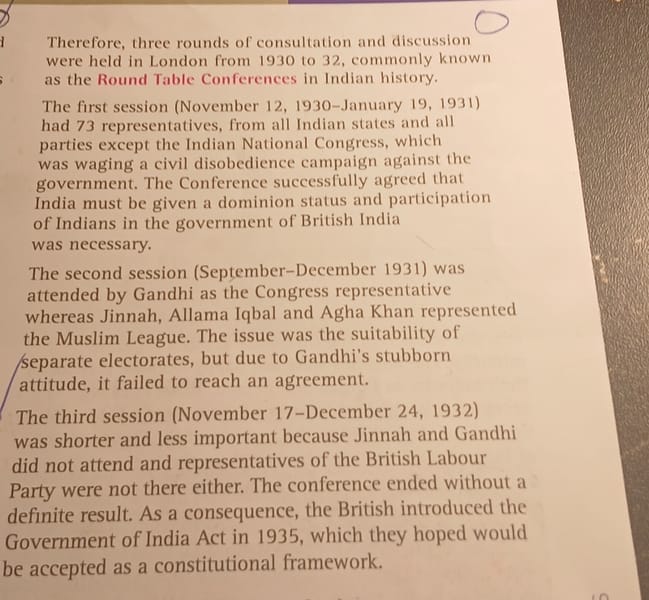 Therefore, three rounds of consultation and discussion
were held in London from 1930 to 32, commonly known
as the Round Table Conferences in Indian history.
The first session (November 12, 1930–January 19, 1931)
had 73 representatives, from all Indian states and all
parties except the Indian National Congress, which
was waging a civil disobedience campaign against the
government. The Conference successfully agreed that
India must be given a dominion status and participation
of Indians in the government of British India
was necessary.
The second session (September–December 1931) was
attended by Gandhi as the Congress representative
whereas Jinnah, Allama Iqbal and Agha Khan represented
the Muslim League. The issue was the suitability of
separate electorates, but due to Gandhi's stubborn
attitude, it failed to reach an agreement.
The third session (November 17–December 24, 1932)
was shorter and less important because Jinnah and Gandhi
did not attend and representatives of the British Labour
Party were not there either. The conference ended without a
definite result. As a consequence, the British introduced the
Government of India Act in 1935, which they hoped would
be accepted as a constitutional framework.